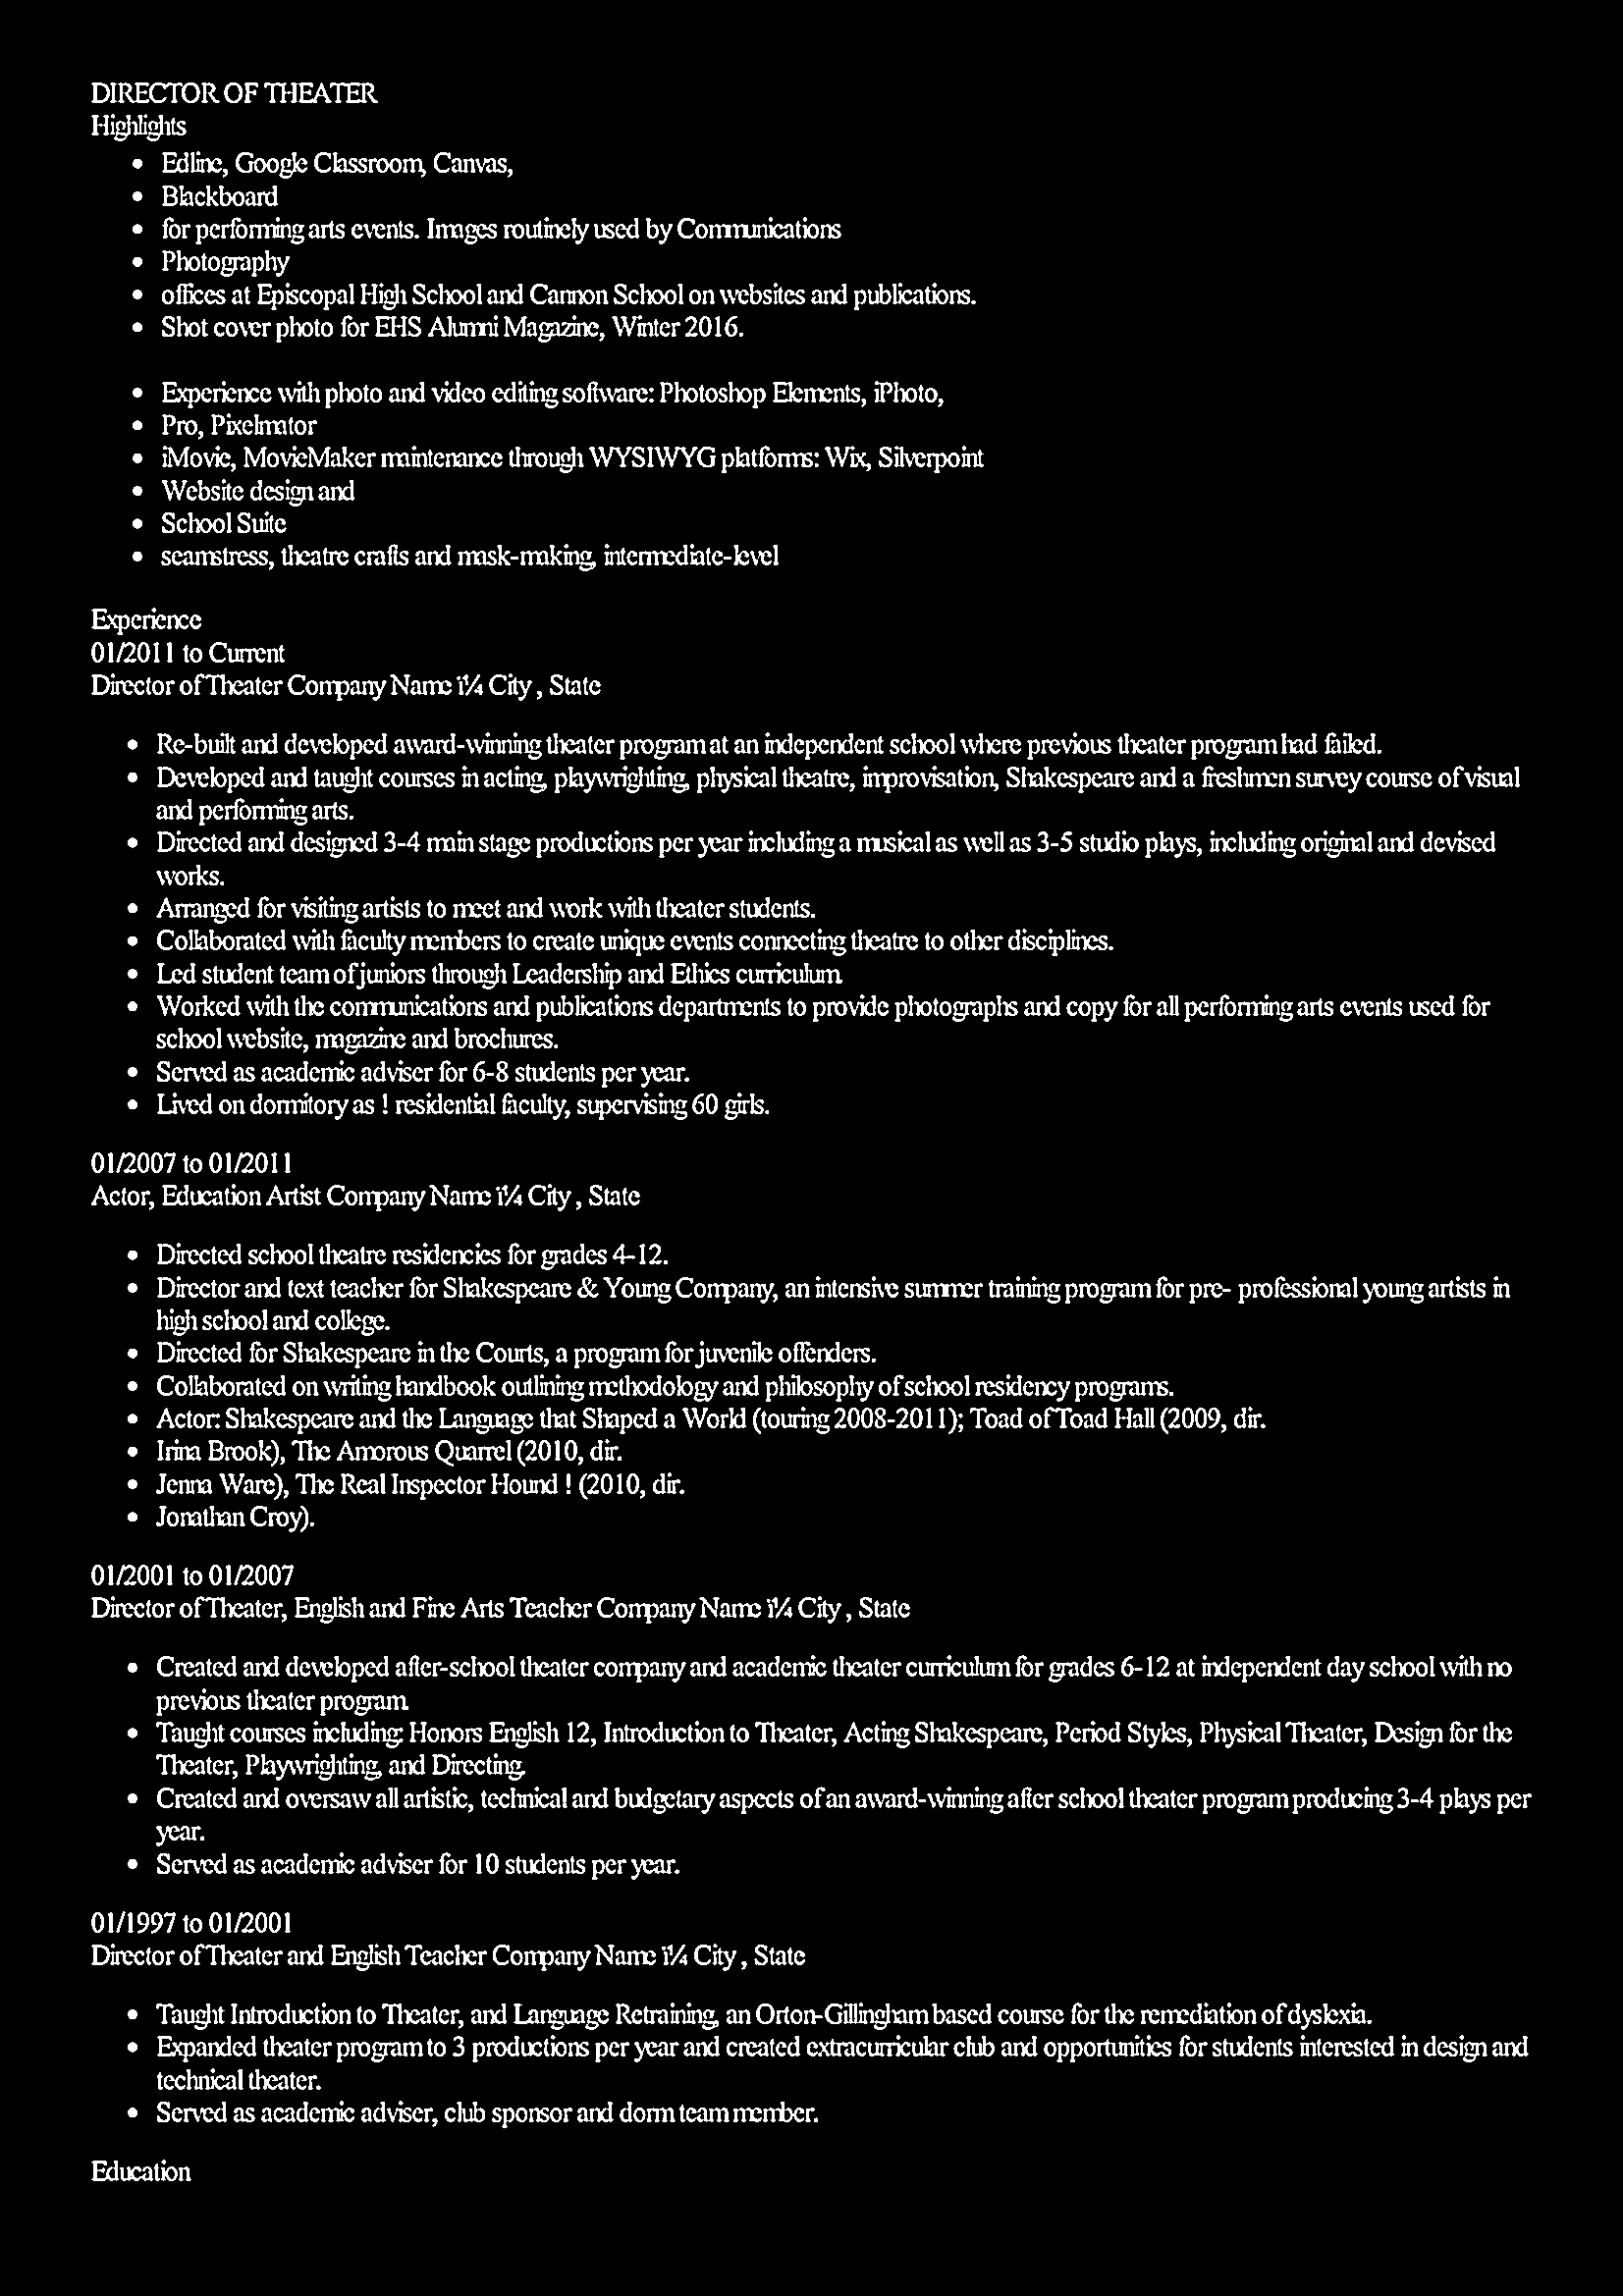 DIRECTOR OF THEATER
Highlights
• Edline, Google Classroom, Canvas,
• Blackboard
• for performing arts events. Images routinely used by Communications
• Photography
• offices at Episcopal High School and Cannon School on websites and publications.
• Shot cover photo for EHS Alumni Magazine, Winter 2016.
• Experience with photo and video editing software: Photoshop Elements, iPhoto,
• Pro, Pixelmator
• iMovie, MovieMaker maintenance through WYSIWYG platforms: Wix, Silverpoint
• Website design and
• School Suite
• seamstress, theatre crafts and mask-making, intermediate-level
Experience
01/2011 to Current
Director of Theater Company Name ï¼ City , State
• Re-built and developed award-winning theater program at an independent school where previous theater program had failed.
• Developed and taught courses in acting, playwrighting, physical theatre, improvisation, Shakespeare and a freshmen survey course of visual
and performing arts.
• Directed and designed 3-4 main stage productions per year including a musical as well as 3-5 studio plays, including original and devised
works.
• Arranged for visiting artists to meet and work with theater students.
• Collaborated with faculty members to create unique events connecting theatre to other disciplines.
• Led student team of juniors through Leadership and Ethics curriculum.
• Worked with the communications and publications departments to provide photographs and copy for all performing arts events used for
school website, magazine and brochures.
• Served as academic adviser for 6-8 students per year.
• Lived on dormitory as ! residential faculty, supervising 60 girls.
01/2007 to 01/2011
Actor, Education Artist Company Name ï¼ City , State
• Directed school theatre residencies for grades 4-12.
• Director and text teacher for Shakespeare & Young Company, an intensive summer training program for pre- professional young artists in
high school and college.
• Directed for Shakespeare in the Courts, a program for juvenile offenders.
• Collaborated on writing handbook outlining methodology and philosophy of school residency programs.
• Actor: Shakespeare and the Language that Shaped a World (touring 2008-2011); Toad of Toad Hall (2009, dir.
• Irina Brook), The Amorous Quarrel (2010, dir.
• Jenna Ware), The Real Inspector Hound ! (2010, dir.
• Jonathan Croy).
01/2001 to 01/2007
Director of Theater, English and Fine Arts Teacher Company Name ï¼ City , State
• Created and developed after-school theater company and academic theater curriculum for grades 6-12 at independent day school with no
previous theater program.
• Taught courses including: Honors English 12, Introduction to Theater, Acting Shakespeare, Period Styles, Physical Theater, Design for the
Theater, Playwrighting, and Directing.
• Created and oversaw all artistic, technical and budgetary aspects of an award-winning after school theater program producing 3-4 plays per
year.
• Served as academic adviser for 10 students per year.
01/1997 to 01/2001
Director of Theater and English Teacher Company Name ï¼ City , State
• Taught Introduction to Theater, and Language Retraining, an Orton-Gillingham based course for the remediation of dyslexia.
• Expanded theater program to 3 productions per year and created extracurricular club and opportunities for students interested in design and
technical theater.
• Served as academic adviser, club sponsor and dorm team member.
Education